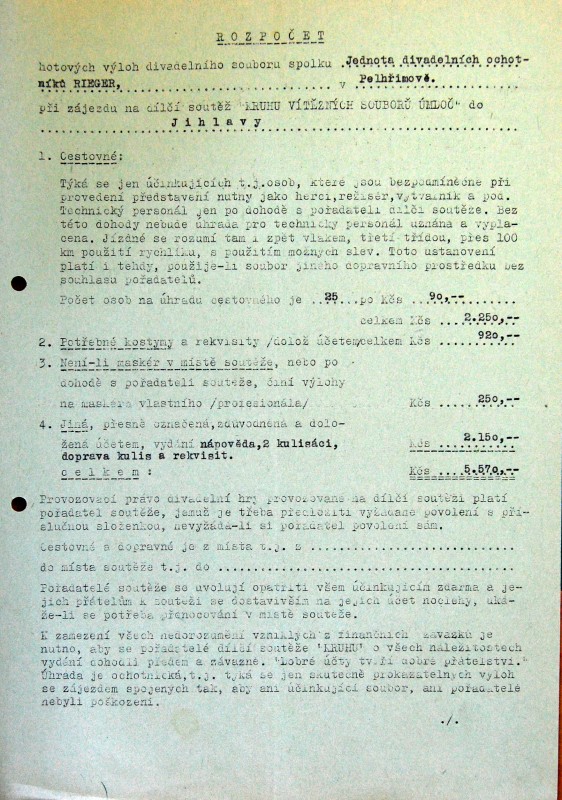 ROZPOČET
hotových výloh divadelního souboru spolku .Jednota divadelních ochot-
níků RIEGER, v Pelhřimově.
při zájezdu na dílčí soutěž "KRUHU VÍTĚZNÝCH SOUBORŮ ÚMLOČ" do
Jihlavy
1. Cestovné:
Týká se jen účinkujících t.j.osob, které jsou bezpodmínečně při
provedení představení nutny jako herci,režisér,výtvarník a pod.
Technický personál jen po dohodě s pořadateli dílčí soutěže. Bez
této dohody nebude úhrada pro technický personál uznána a vypla-
cena. Jízdné se rozumí tam i zpět vlakem, třetí třídou, přes 100
km použití rychlíku, s použitím možných slev. Toto ustanovení
platí i tehdy, použije-li soubor jiného dopravního prostředku bez
souhlasu pořadatelů.
Počet osob na úhradu cestovného je ..25...po Kčs ..90,--........
celkem Kčs ...2.250,--
2. Potřebné kostymy a rekvisity /dolož účetem/celkem Kčs .....920,--
3. Není-li maskér v místě soutěže, nebo po
dohodě s pořadateli soutěže, činí výlohy
na maskéra vlastního /profesionála/ Kčs .....250,--
4. Jiná, přesně označená,zdůvodněná a dolo-
žená účetem, vydání nápověda,2 kulisáci, Kčs ...2.150,--
doprava kulis a rekvisit.
celkem: Kčs ...5.570,--
Provozovací právo divadelní hry provozované na dílčí soutěži platí
pořadatel soutěže, jemuž je třeba předložiti vyžádané povolení s pří-
slušnou složenkou, nevyžádá-li si pořadatel povolení sám.
Cestovné a dopravné je z místa t.j. z ..............................
do místa soutěže t.j. do ..............................
Pořadatelé soutěže se uvolují opatřiti všem účinkujícím zdarma a je-
jich přátelům k soutěži se dostavivším na jejich účet noclehy, uká-
že-li se potřeba přenocování v místě soutěže.
K zamezení všech nedorozumění vzniklých z finančních závazků je
nutno, aby se pořadatelé dílčí soutěže "KRUHU" o všech náležitostech
vydání dohodli předem a závazně. "Dobré účty tvoří dobré přátelství."
Úhrada je ochotnická,t.j. týká se jen skutečně prokazatelných výloh
se zájezdem spojených tak, aby ani účinkující soubor, ani pořadatelé
nebyli poškozeni.
./.